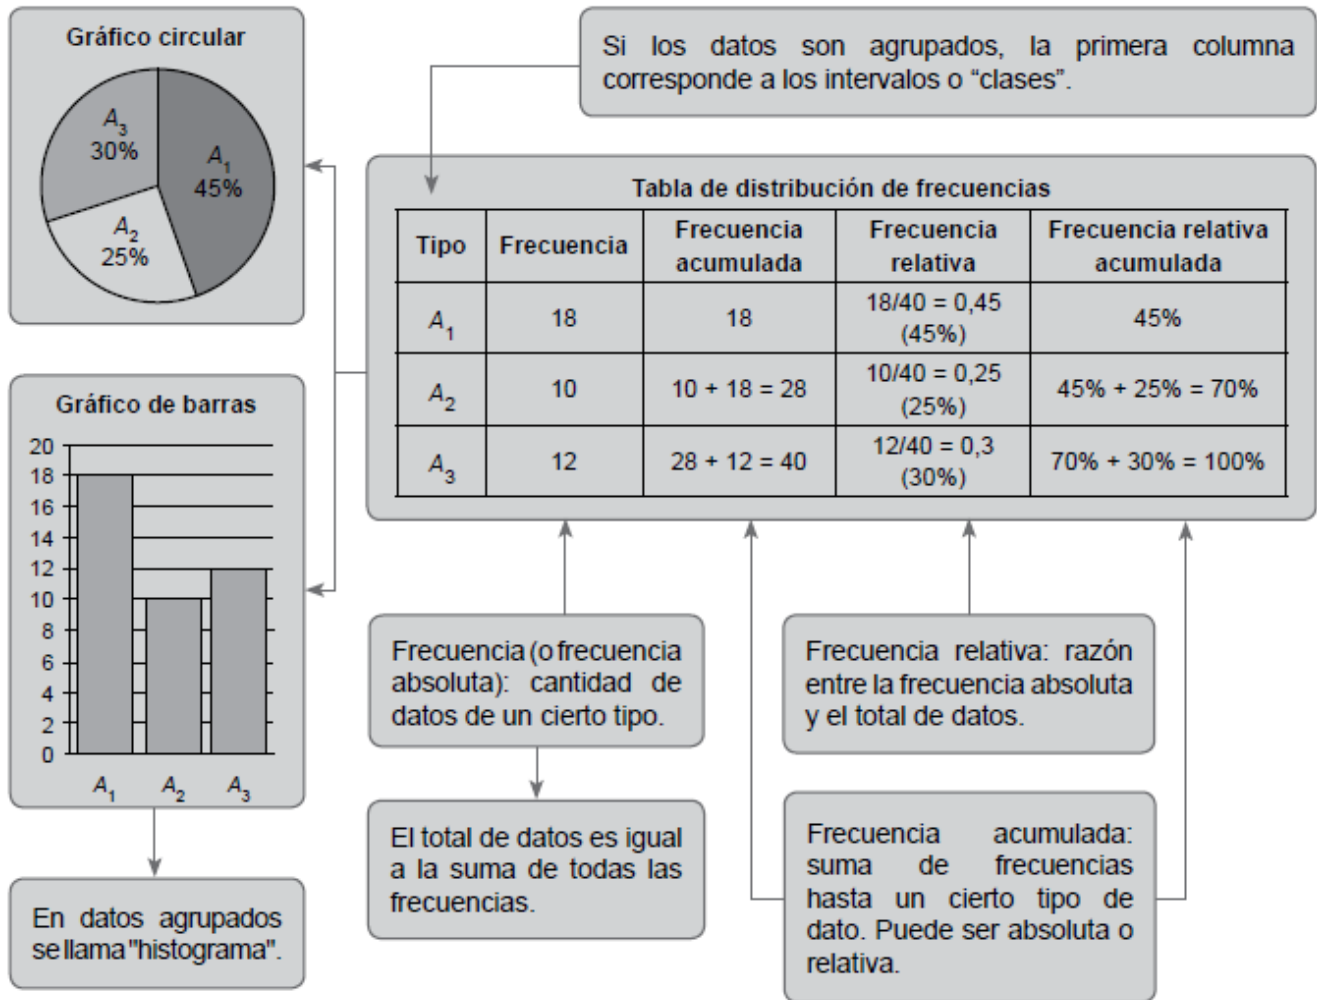 Gráfico circular
A3
30%
A1
45%
A2
25%
Si los datos son agrupados, la primera columna
corresponde a los intervalos o “clases”.
Tabla de distribución de frecuencias
Tipo Frecuencia Frecuencia acumulada Frecuencia relativa Frecuencia relativa acumulada
A1 18 18 18/40 = 0,45 (45%) 45%
A2 10 10 + 18 = 28 10/40 = 0,25 (25%) 45% + 25% = 70%
A3 12 28 + 12 = 40 12/40 = 0,3 (30%) 70% + 30% = 100%
Gráfico de barras
20
18
16
14
12
10
8
6
4
2
0
A1 A2 A3
En datos agrupados
se llama "histograma".
Frecuencia (o frecuencia
absoluta): cantidad de
datos de un cierto tipo.
El total de datos es igual
a la suma de todas las
frecuencias.
Frecuencia relativa: razón
entre la frecuencia absoluta
y el total de datos.
Frecuencia acumulada:
suma de frecuencias
hasta un cierto tipo de
dato. Puede ser absoluta o
relativa.